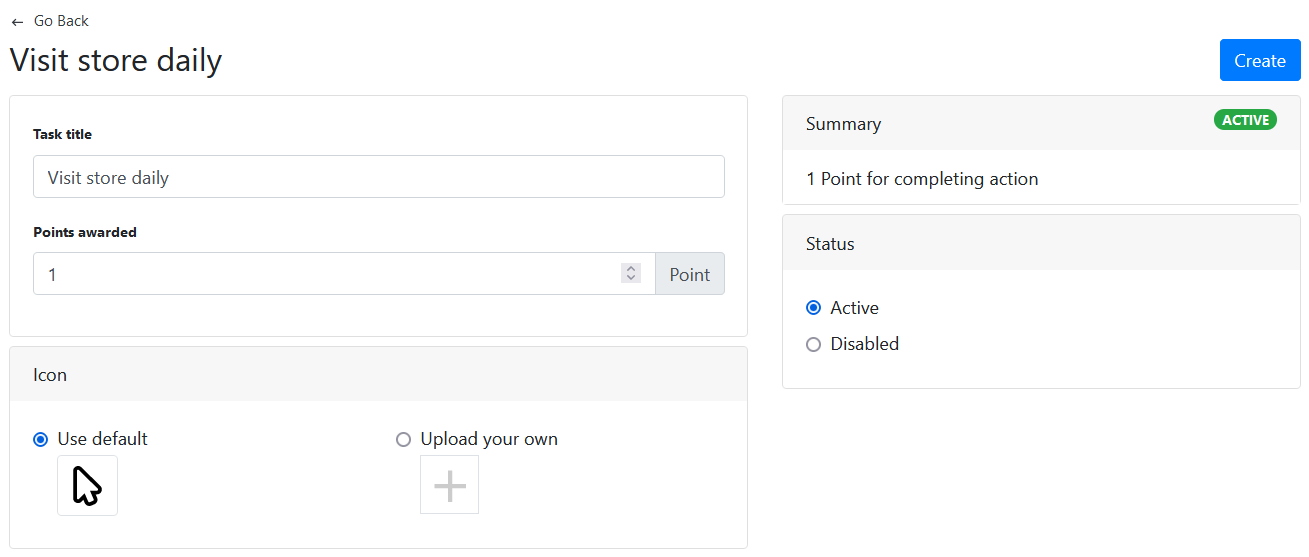 ← Go Back
Visit store daily
Create
Task title
Visit store daily
Points awarded
1 Point
Icon
Use default
Upload your own
Summary ACTIVE
1 Point for completing action
Status
Active
Disabled